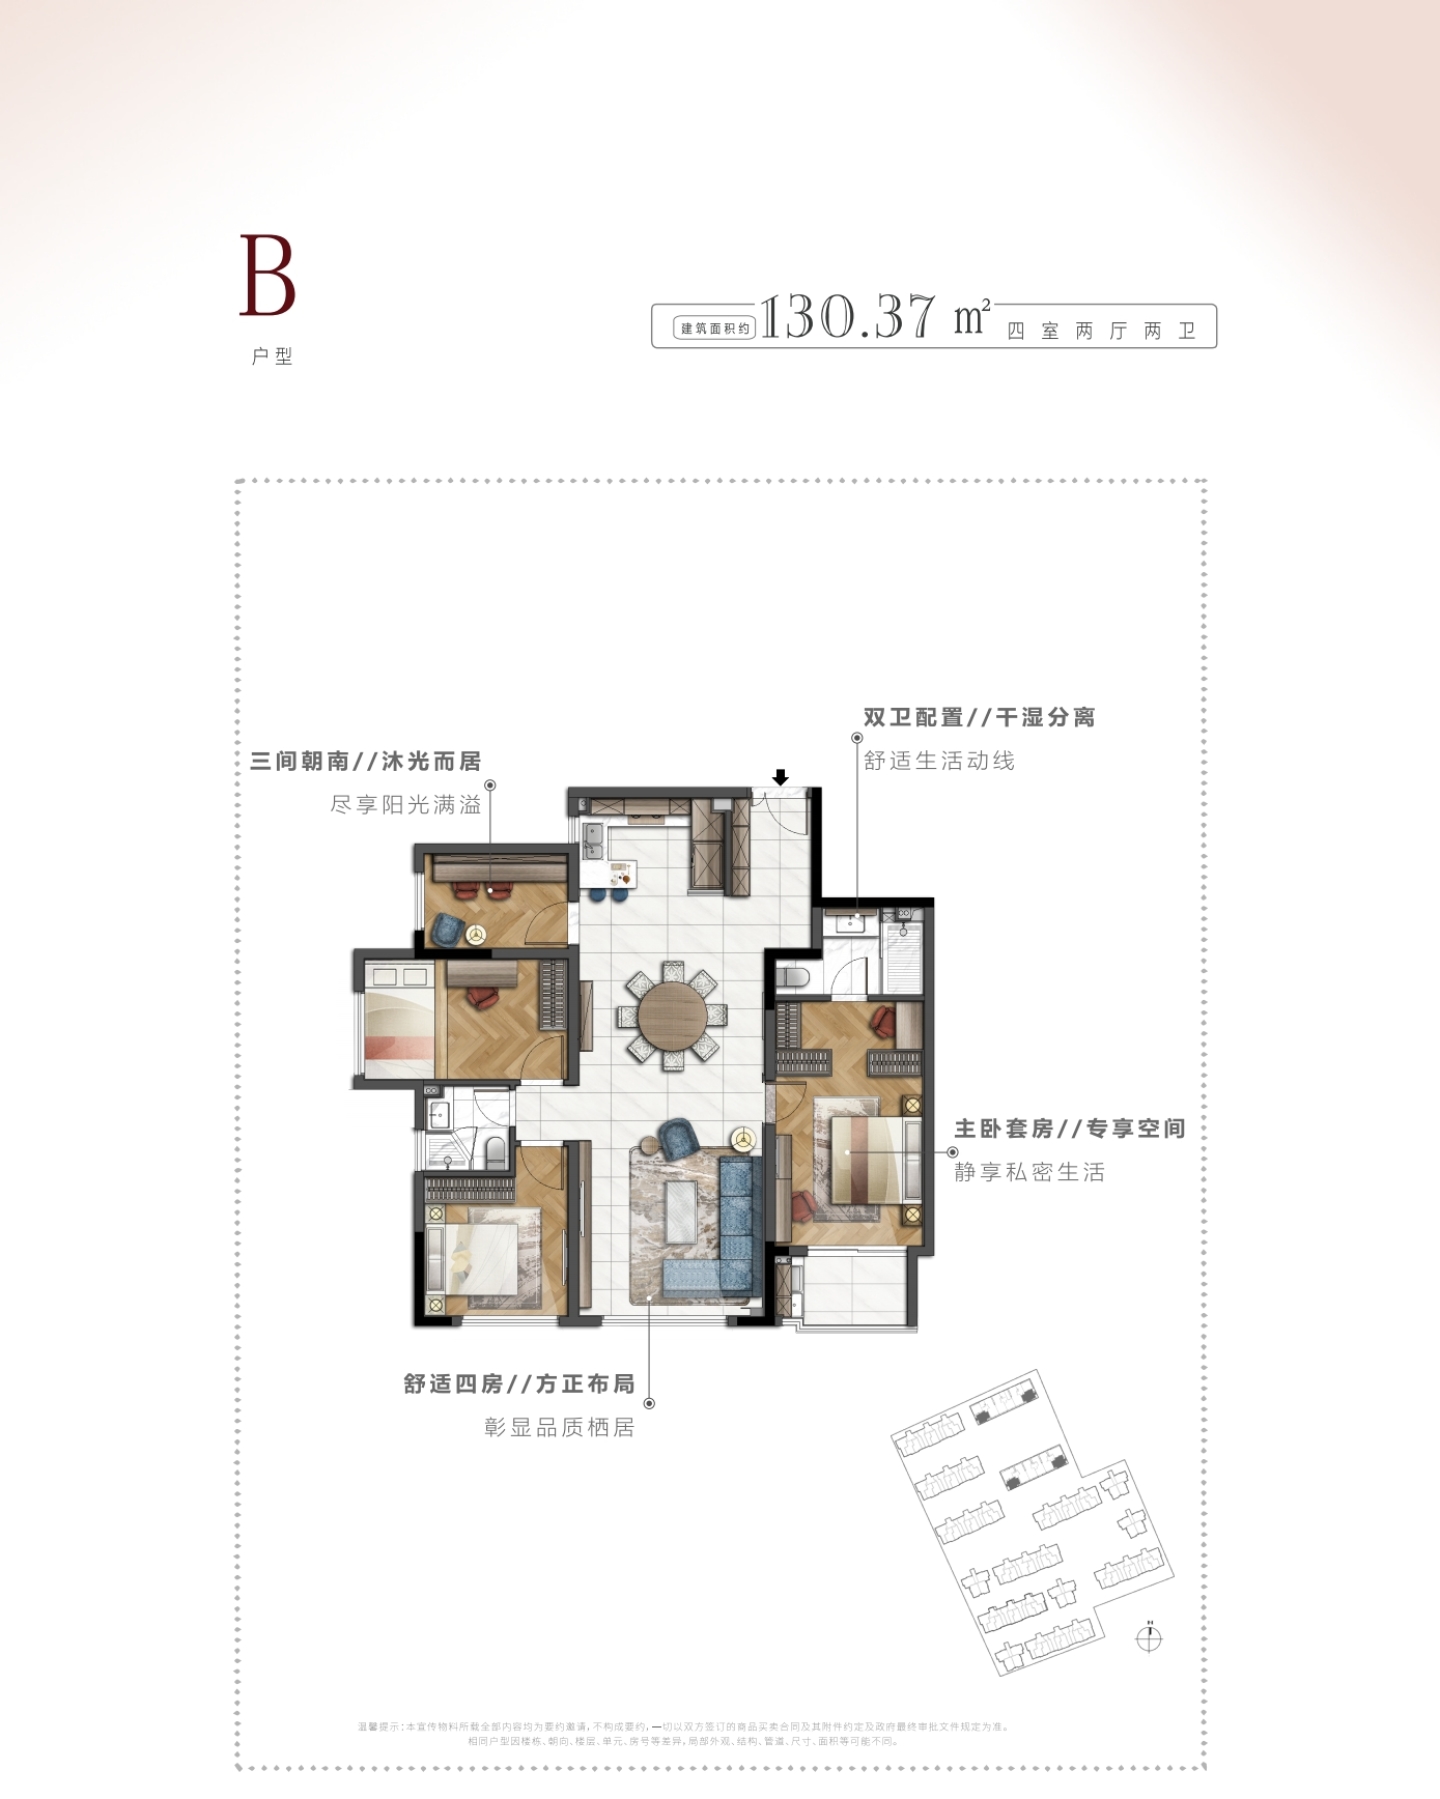 B
户型
建筑面积约 130.37 m² 四室两厅两卫
双卫配置//干湿分离
舒适生活动线
三间朝南//沐光而居
尽享阳光满溢
主卧套房//专享空间
静享私密生活
舒适四房//方正布局
彰显品质栖居
N
温馨提示：本宣传物料所载全部内容均为要约邀请，不构成要约，一切以双方签订的商品买卖合同及其附件约定及政府最终审批文件规定为准。
相同户型因楼栋、朝向、楼层、单元、房号等差异，局部外观、结构、管道、尺寸、面积等可能不同。